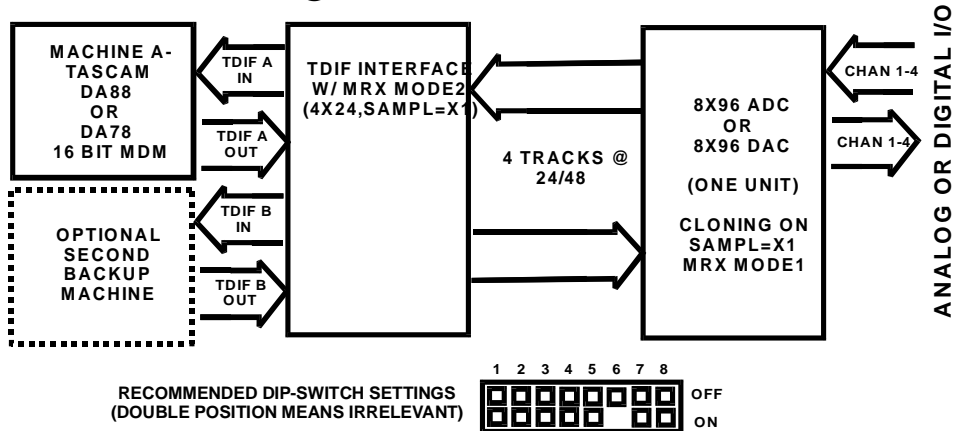 MACHINE A-
TASCAM
DA88
OR
DA78
16 BIT MDM
TDIF A
IN
TDIF A
OUT
OPTIONAL
SECOND
BACKUP
MACHINE
TDIF B
IN
TDIF B
OUT
TDIF INTERFACE
W/ MRX MODE2
(4X24,SAMPL=X1)
4 TRACKS @
24/48
8X96 ADC
OR
8X96 DAC
(ONE UNIT)
CLONING ON
SAMPL=X1
MRX MODE1
CHAN 1-4
CHAN 1-4
ANALOG OR DIGITAL I/O
RECOMMENDED DIP-SWITCH SETTINGS
(DOUBLE POSITION MEANS IRRELEVANT)
1 2 3 4 5 6 7 8
OFF
ON